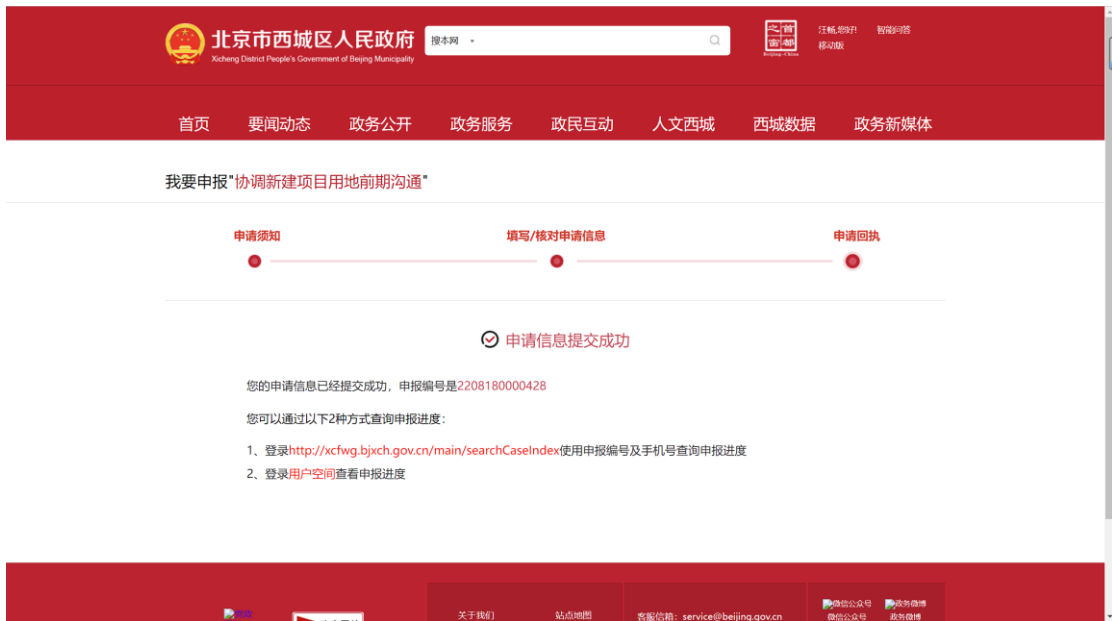 北京市西城区人民政府
Xicheng District People's Government of Beijing Municipality
搜本网
首都之窗
Beijing-China
汪畅,您好! 智能问答
移动版
首页 要闻动态 政务公开 政务服务 政民互动 人文西城 西城数据 政务新媒体
我要申报"协调新建项目用地前期沟通"
申请须知 填写/核对申请信息 申请回执
申请信息提交成功
您的申请信息已经提交成功，申报编号是2208180000428
您可以通过以下2种方式查询申报进度：
1、登录http://xcfwg.bjxch.gov.cn/main/searchCaseIndex使用申报编号及手机号查询申报进度
2、登录用户空间查看申报进度
关于我们 站点地图 客服信箱：service@beijing.gov.cn
微信公众号 政务微博
微信公众号 政务微博